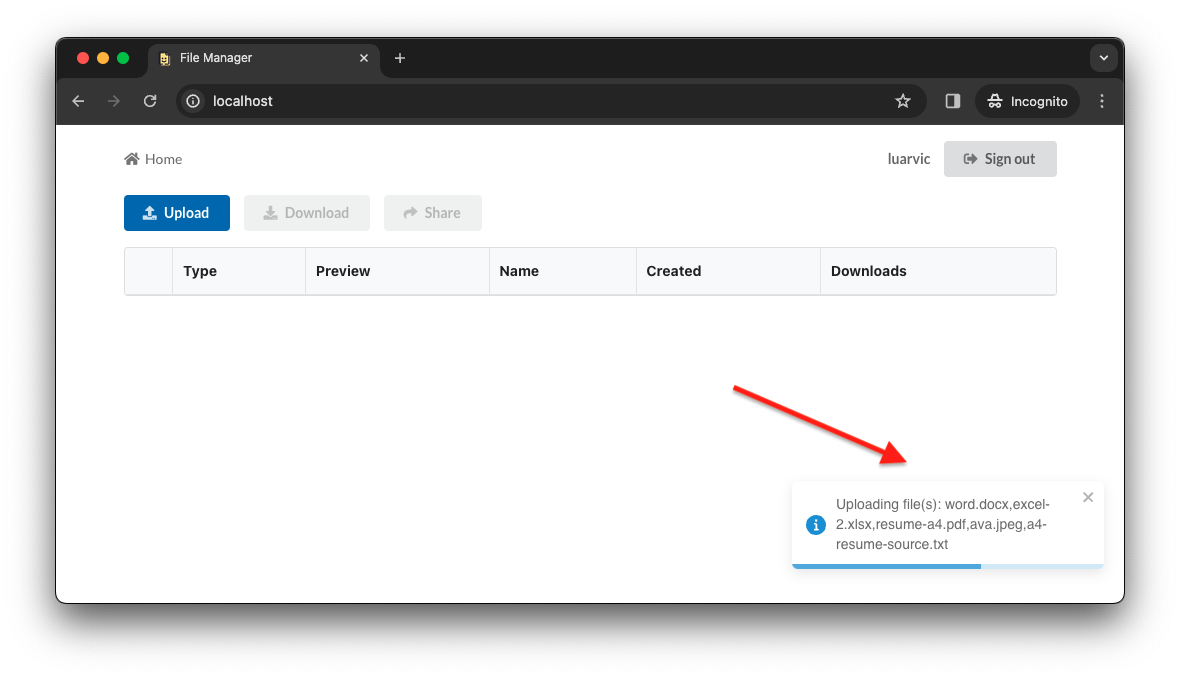 File Manager
localhost
Incognito
Home
luarvic
Sign out
Upload
Download
Share
Type
Preview
Name
Created
Downloads
Uploading file(s): word.docx,excel-
2.xlsx,resume-a4.pdf,ava.jpeg,a4-
resume-source.txt